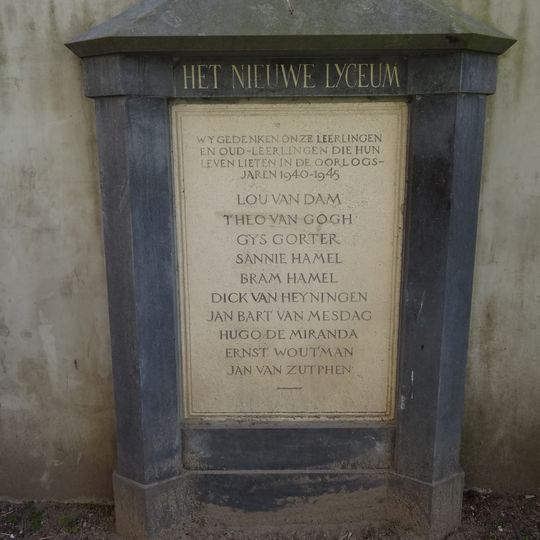 HET NIEUWE LYCEUM
WY GEDENKEN ONZE LEERLINGEN
EN OUD-LEERLINGEN DIE HUN
LEVEN LIETEN IN DE OORLOGS-
JAREN 1940-1945
LOU VAN DAM
THEO VAN GOGH
GYS GORTER
SANNIE HAMEL
BRAM HAMEL
DICK VAN HEYNINGEN
JAN BART VAN MESDAG
HUGO DE MIRANDA
ERNST WOUTMAN
JAN VAN ZUTPHEN